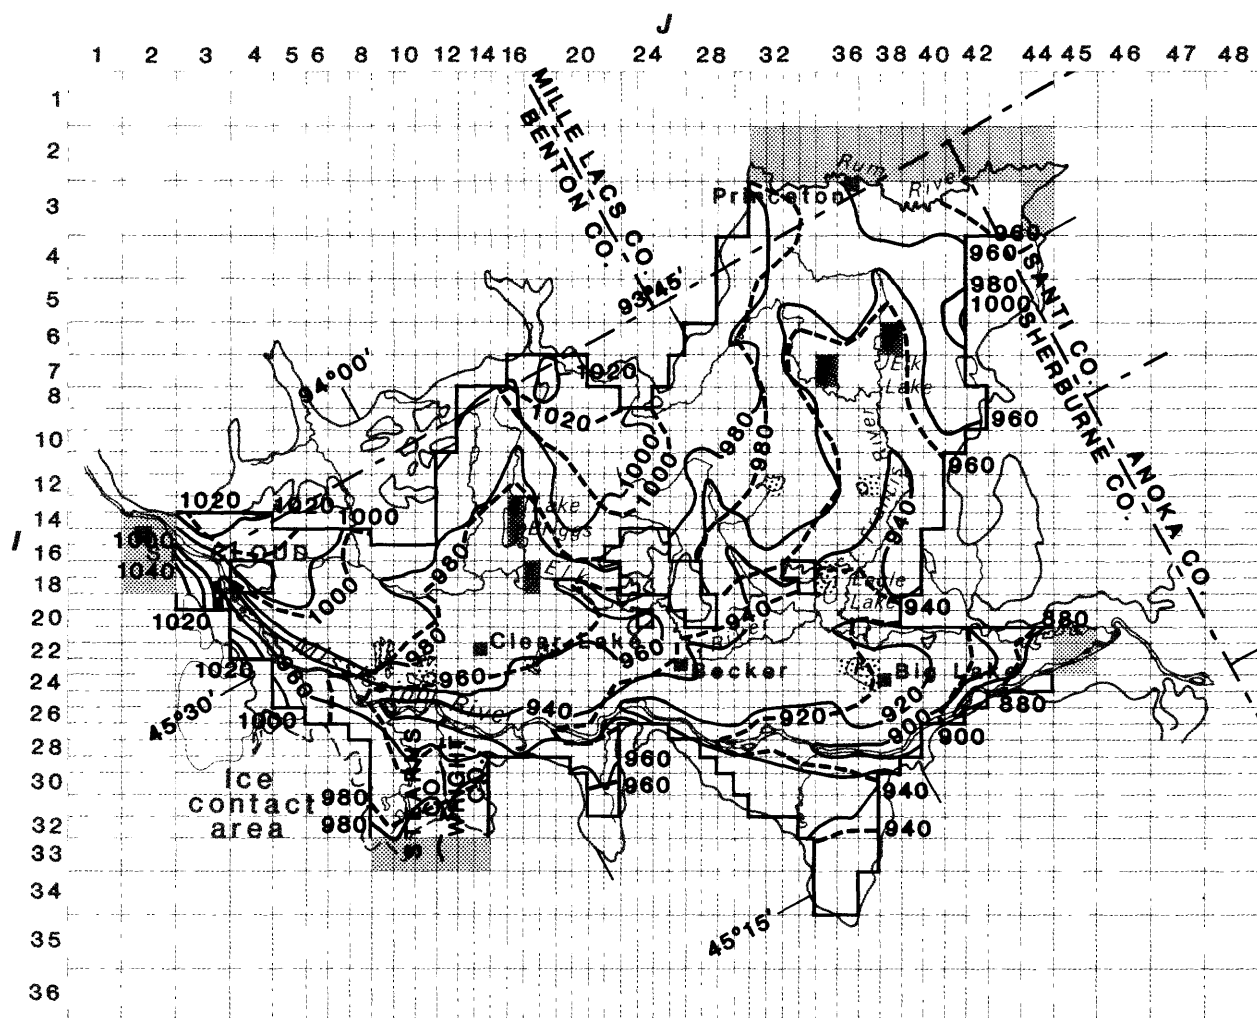 J
1 2 3 4 5 6 8 10 12 14 16 20 24 28 32 36 40 42 44 45 46 47 48
I
1
2
3
4
5
6
7
8
10
12
14
16
18
20
22
24
26
28
30
32
33
34
35
36
MILLE LACS CO.
BENTON CO.
Rum River
Princeton
960
960
980
1000
ISANTI CO.
SHERBURNE CO.
ANOKA CO.
93°45'
94°00'
1020
1020
Elk
Lake
980
980
960
960
1000
1000
1020
1020
1000
Lake
Briggs
River
940
1000
1040
CLOUD
980
Elk
Eagle
Lake
940
940
1000
1020
880
980
Clear Lake
960
Becker
Big Lake
1020
960
960
940
920
920
900
900
880
45°30'
1000
River
STEARNS
CO.
WRIGHT
CO.
960
960
Ice
contact
area
980
980
940
940
45°15'